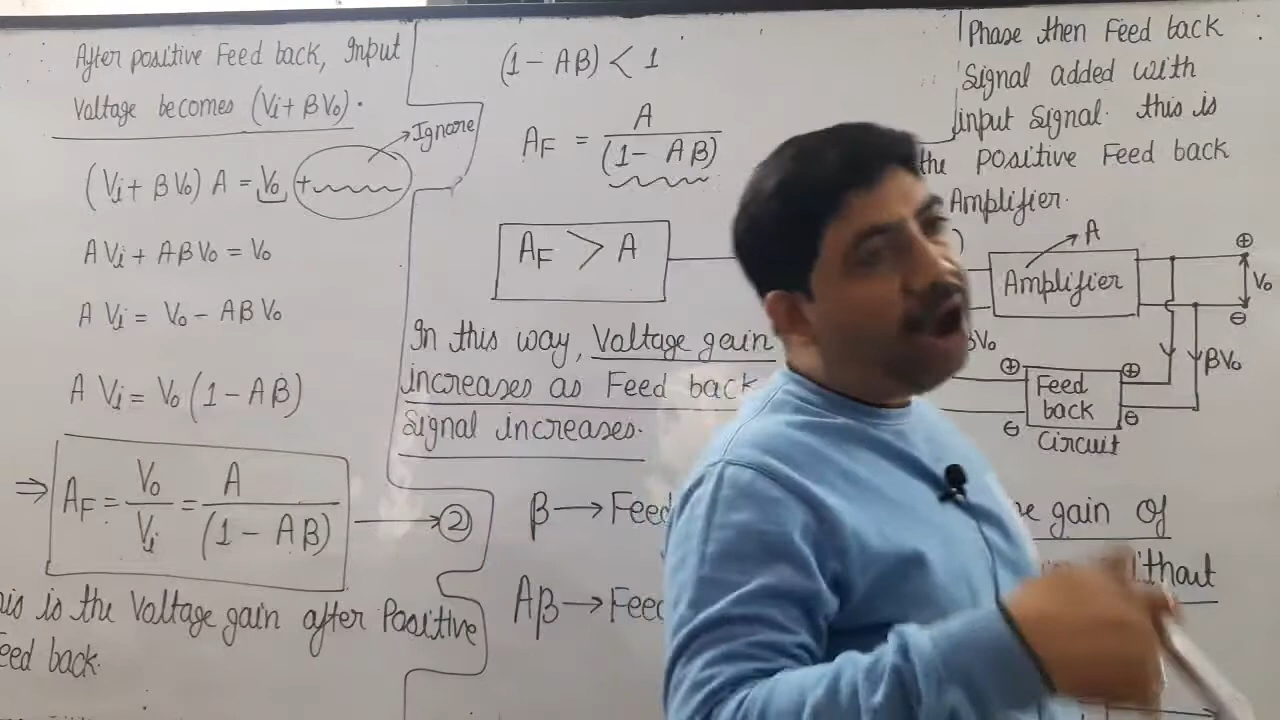 After positive Feed back, Input
Voltage becomes (Vi + βVo).
Ignore
(Vi + βVo) A = Vo +
A Vi + AβVo = Vo
A Vi = Vo - AβVo
A Vi = Vo (1 - Aβ)
⇒ AF = Vo/Vi = A/(1 - Aβ) → ②
is is the Voltage gain after Positive
eed back.
(1 - Aβ) < 1
AF = A/(1 - Aβ)
AF > A
In this way, Voltage gain
increases as Feed back
Signal increases.
β → Feed
Aβ → Feed
Phase then Feed back
Signal added with
input Signal. this is
the Positive Feed back
Amplifier.
A
Amplifier
⊕
Vo
⊖
βVo
⊕
⊖
Feed
back
Circuit
⊕
⊖
βVo
gain of
ithout